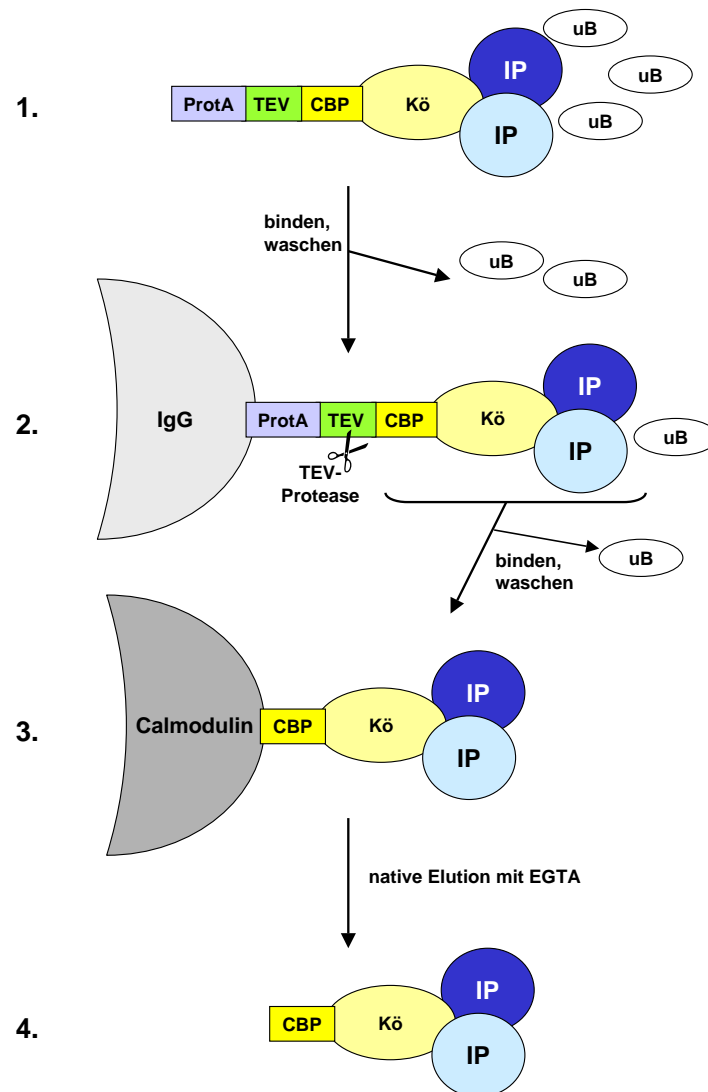 uB
IP
uB
1.
ProtA TEV CBP Kö
uB
IP
binden,
waschen
uB
uB
IP
2.
IgG
ProtA TEV CBP Kö
uB
IP
TEV-
Protease
binden,
waschen
uB
IP
3.
Calmodulin CBP Kö
IP
native Elution mit EGTA
IP
4.
CBP Kö
IP